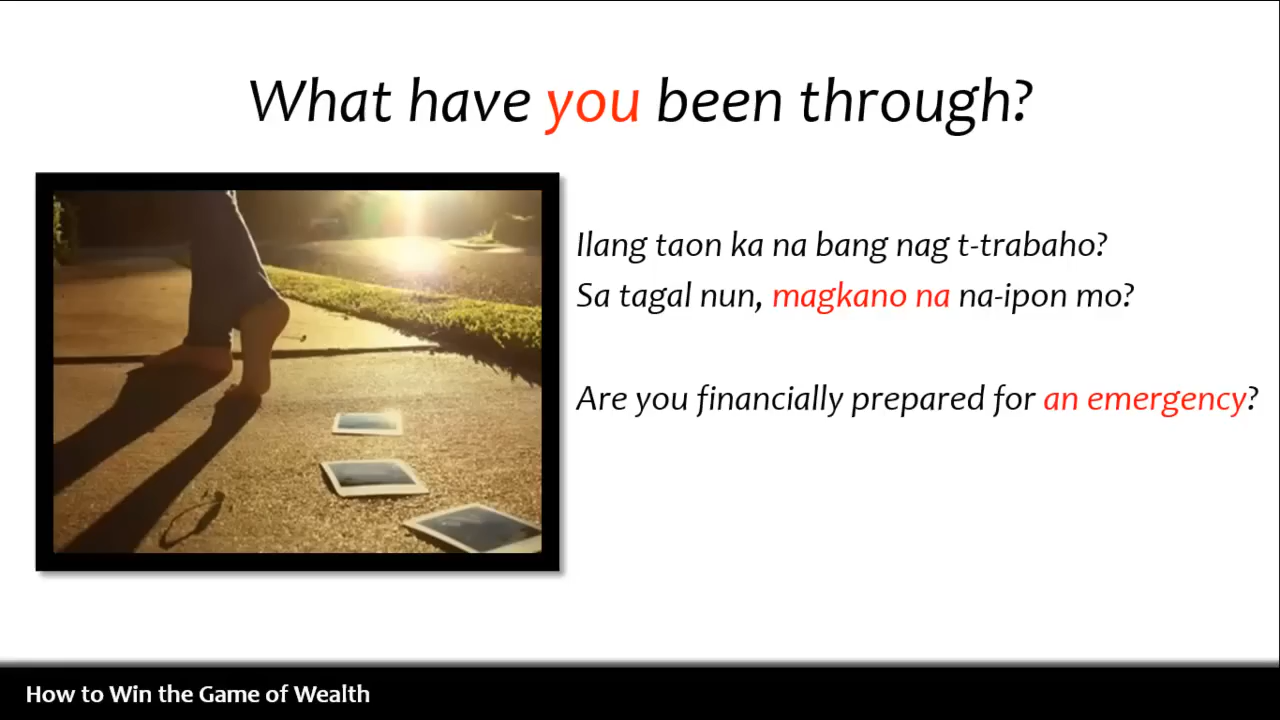 What have you been through?
Ilang taon ka na bang nag t-trabaho?
Sa tagal nun, magkano na na-ipon mo?
Are you financially prepared for an emergency?
How to Win the Game of Wealth